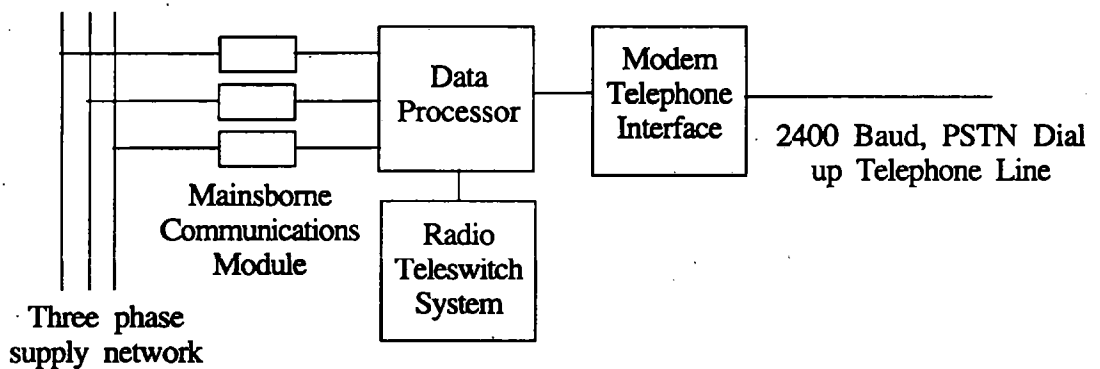 Data
Processor
Modem
Telephone
Interface
2400 Baud, PSTN Dial
up Telephone Line
Mainsborne
Communications
Module
Radio
Teleswitch
System
Three phase
supply network